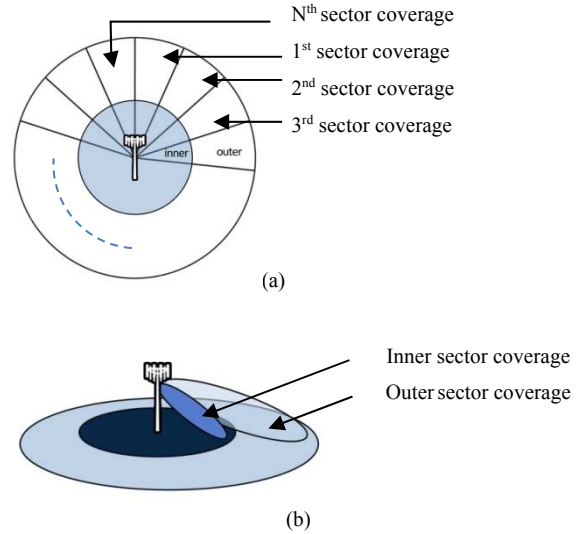 Nth sector coverage
1st sector coverage
2nd sector coverage
3rd sector coverage
inner outer
(a)
Inner sector coverage
Outer sector coverage
(b)